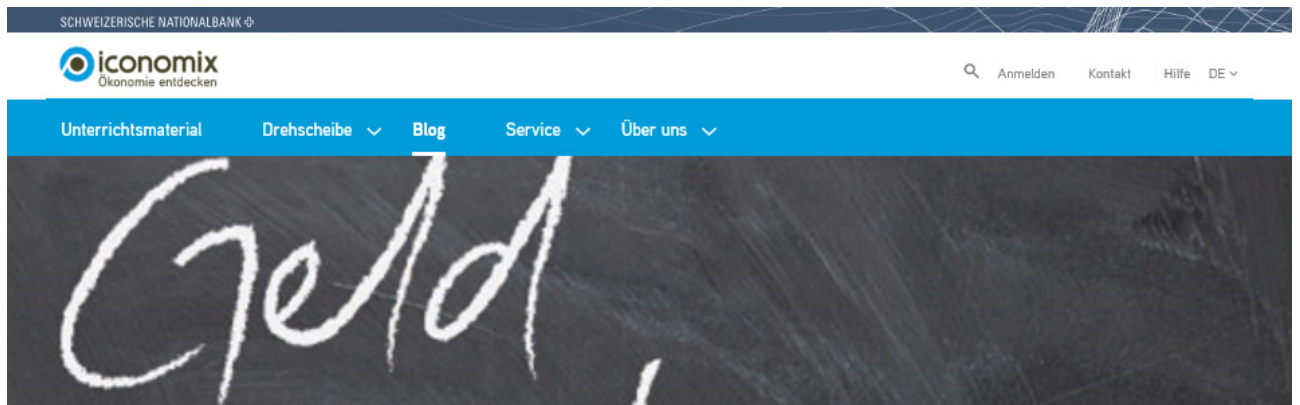 SCHWEIZERISCHE NATIONALBANK
iconomix
Ökonomie entdecken
Anmelden Kontakt Hilfe DE
Unterrichtsmaterial Drehscheibe Blog Service Über uns
Geld